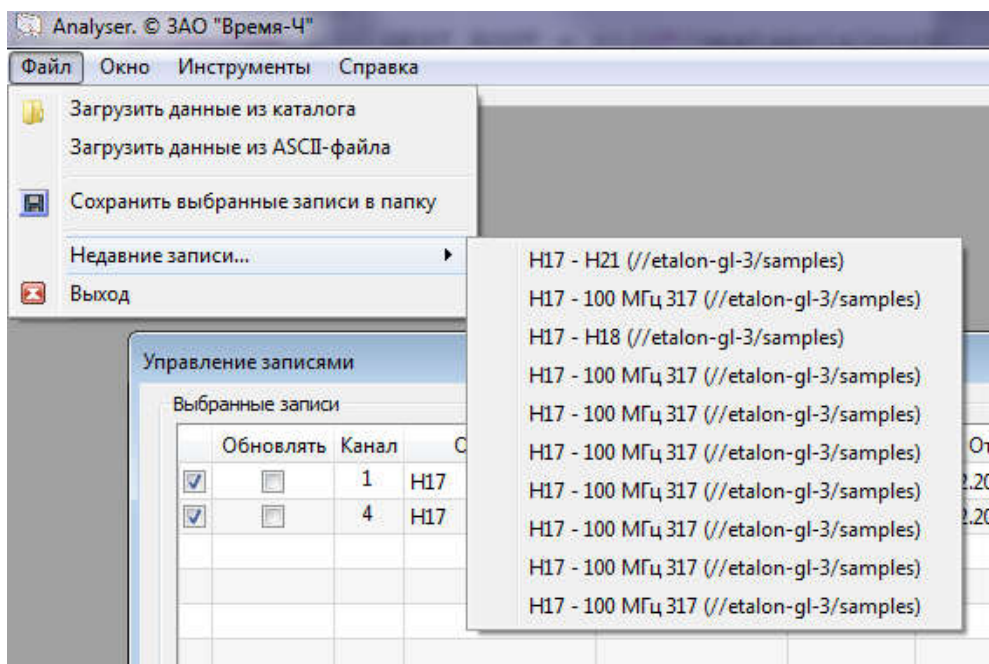 Analyser. © ЗАО "Время-Ч"
Файл Окно Инструменты Справка
Загрузить данные из каталога
Загрузить данные из ASCII-файла
Сохранить выбранные записи в папку
Недавние записи...
Выход
H17 - H21 (//etalon-gl-3/samples)
H17 - 100 МГц 317 (//etalon-gl-3/samples)
H17 - H18 (//etalon-gl-3/samples)
H17 - 100 МГц 317 (//etalon-gl-3/samples)
H17 - 100 МГц 317 (//etalon-gl-3/samples)
H17 - 100 МГц 317 (//etalon-gl-3/samples)
H17 - 100 МГц 317 (//etalon-gl-3/samples)
H17 - 100 МГц 317 (//etalon-gl-3/samples)
H17 - 100 МГц 317 (//etalon-gl-3/samples)
H17 - 100 МГц 317 (//etalon-gl-3/samples)
Управление записями
Выбранные записи
Обновлять Канал
1 H17
4 H17